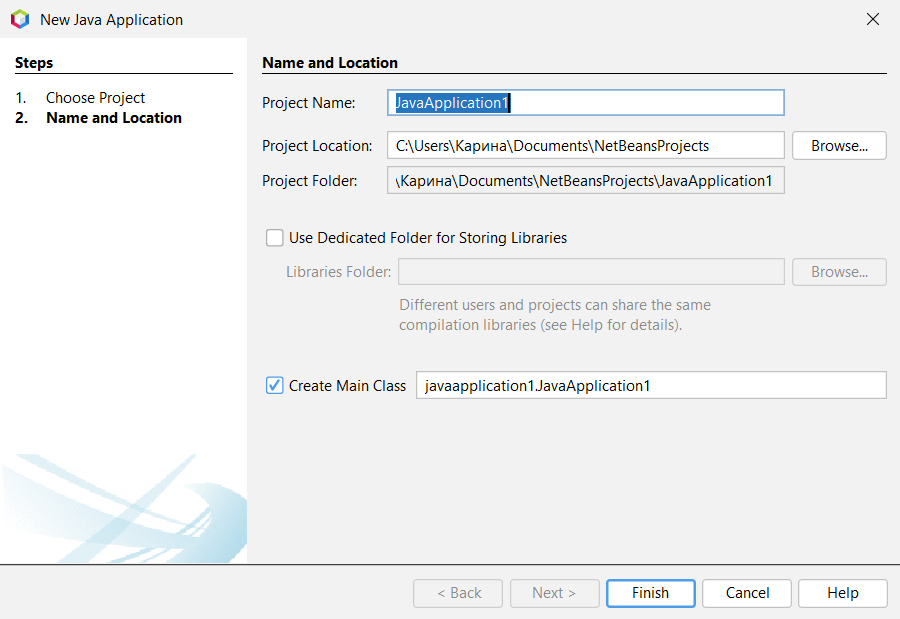 New Java Application
Steps
1. Choose Project
2. Name and Location
Name and Location
Project Name: JavaApplication1
Project Location: C:\Users\Карина\Documents\NetBeansProjects Browse...
Project Folder: \Карина\Documents\NetBeansProjects\JavaApplication1
Use Dedicated Folder for Storing Libraries
Libraries Folder: Browse...
Different users and projects can share the same
compilation libraries (see Help for details).
Create Main Class javaapplication1.JavaApplication1
< Back Next > Finish Cancel Help